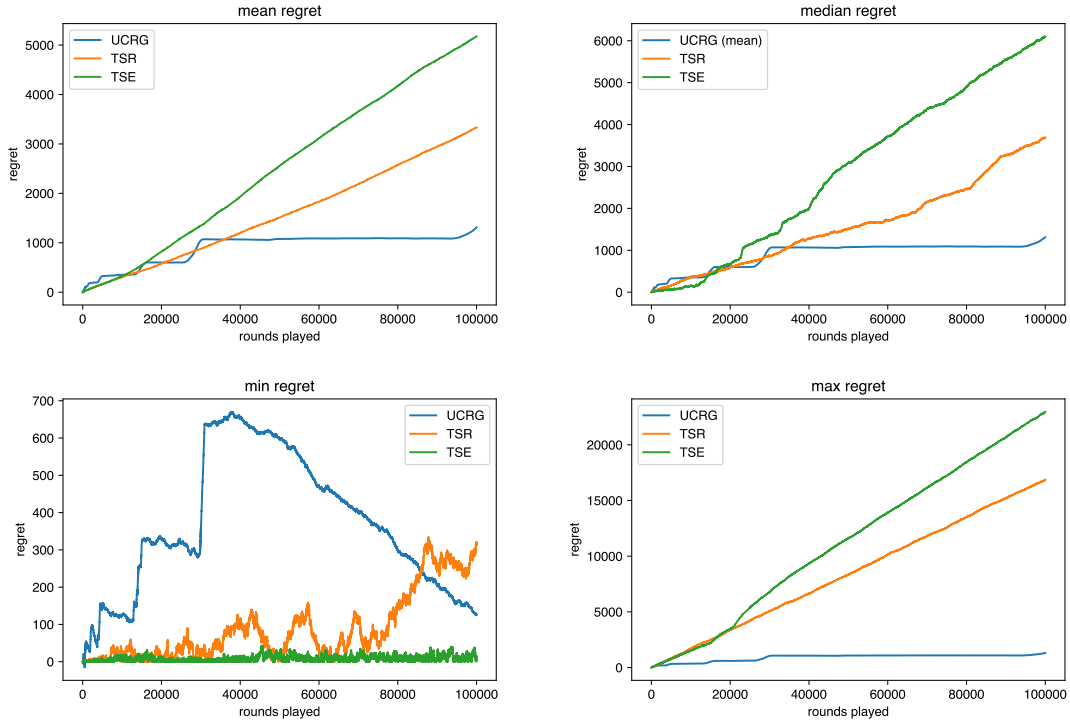 mean regret
5000
4000
3000
2000
1000
0
regret
UCRG
TSR
TSE
0 20000 40000 60000 80000 100000
rounds played
median regret
6000
5000
4000
3000
2000
1000
0
regret
UCRG (mean)
TSR
TSE
0 20000 40000 60000 80000 100000
rounds played
min regret
700
600
500
400
300
200
100
0
regret
UCRG
TSR
TSE
0 20000 40000 60000 80000 100000
rounds played
max regret
20000
15000
10000
5000
0
regret
UCRG
TSR
TSE
0 20000 40000 60000 80000 100000
rounds played